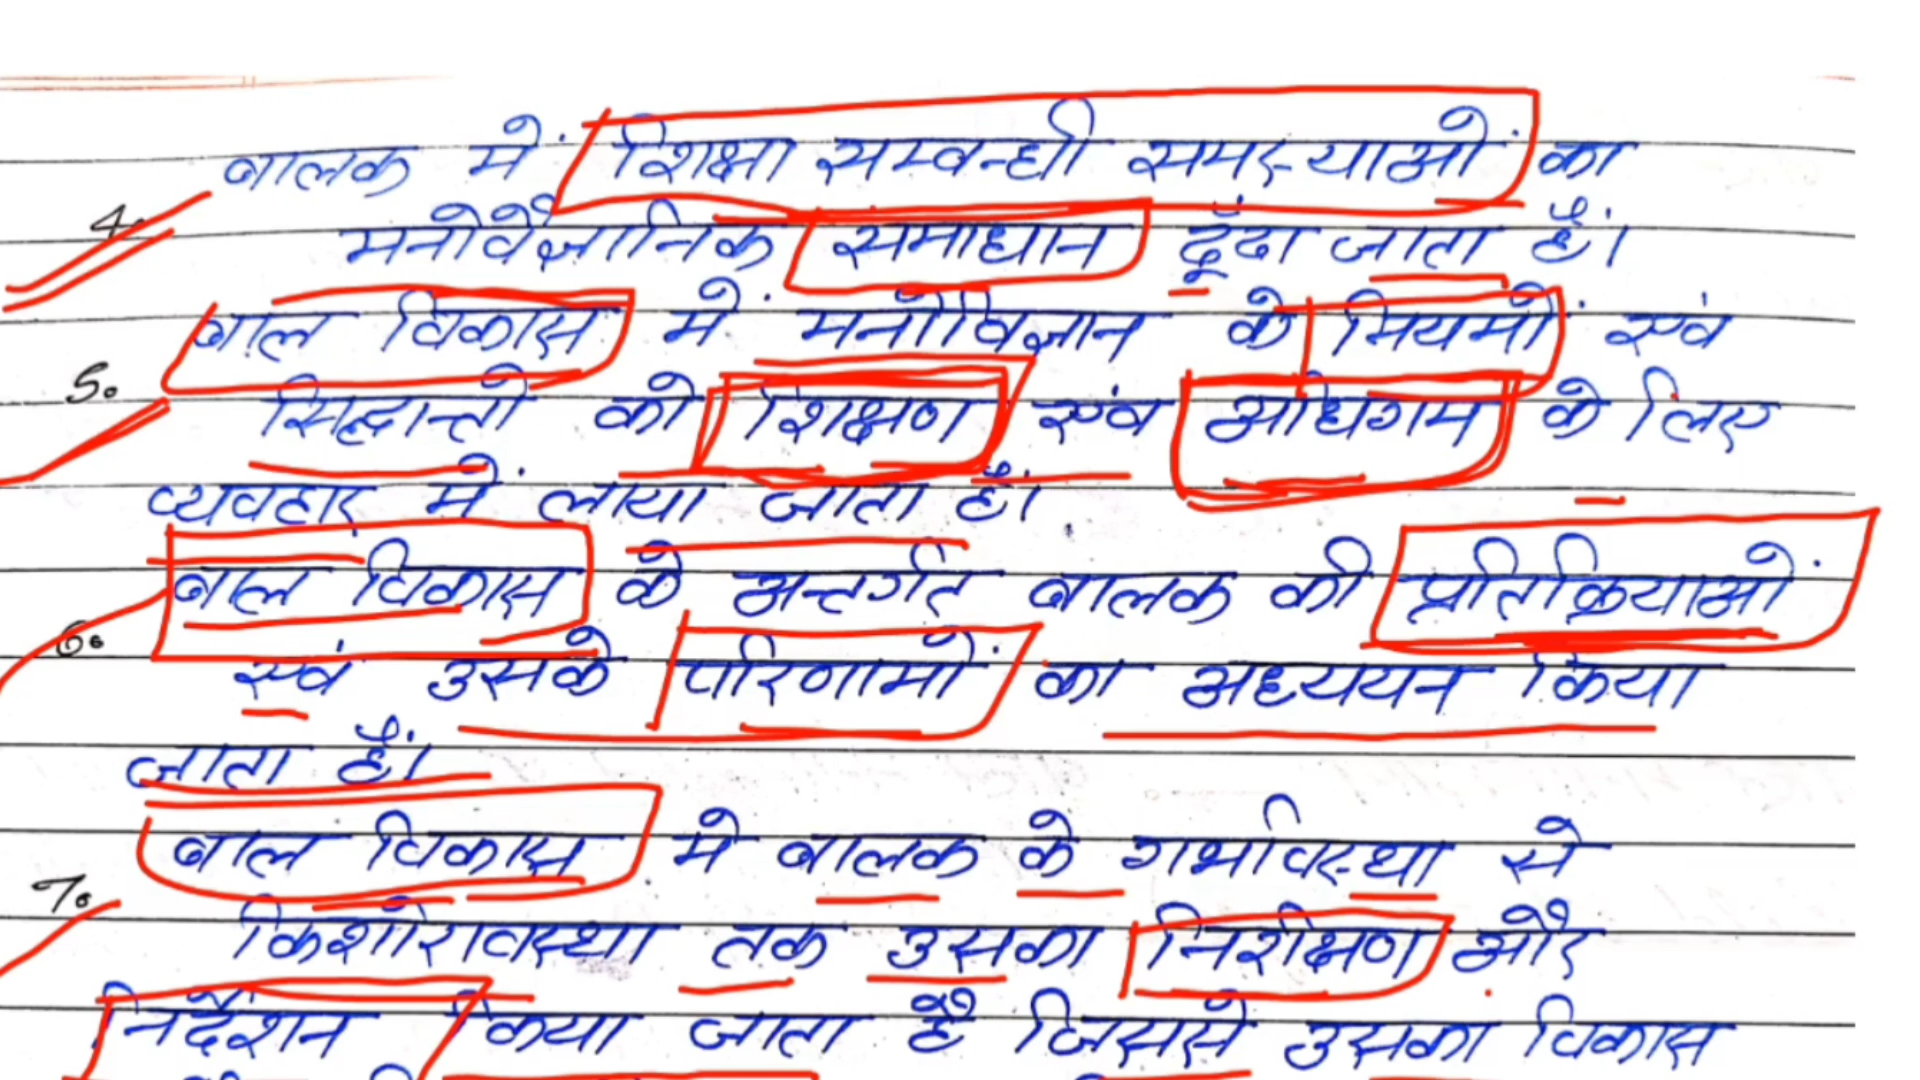 बालक में शिक्षा सम्बन्धी समस्याओं का
4. मनोवैज्ञानिक समाधान ढूँढा जाता है।
बाल विकास में मनोविज्ञान के नियमों एवं
5. सिद्धान्तो को शिक्षण एवं अधिगम के लिए
व्यवहार में लाया जाता है।
बाल विकास के अन्तर्गत बालक की प्रतिक्रियाओं
6. एवं उसके परिणामों का अध्ययन किया
जाता है।
बाल विकास में बालक के गर्भावस्था से
7. किशोरावस्था तक उसका निरीक्षण और
निर्देशन किया जाता है जिससे उसका विकास